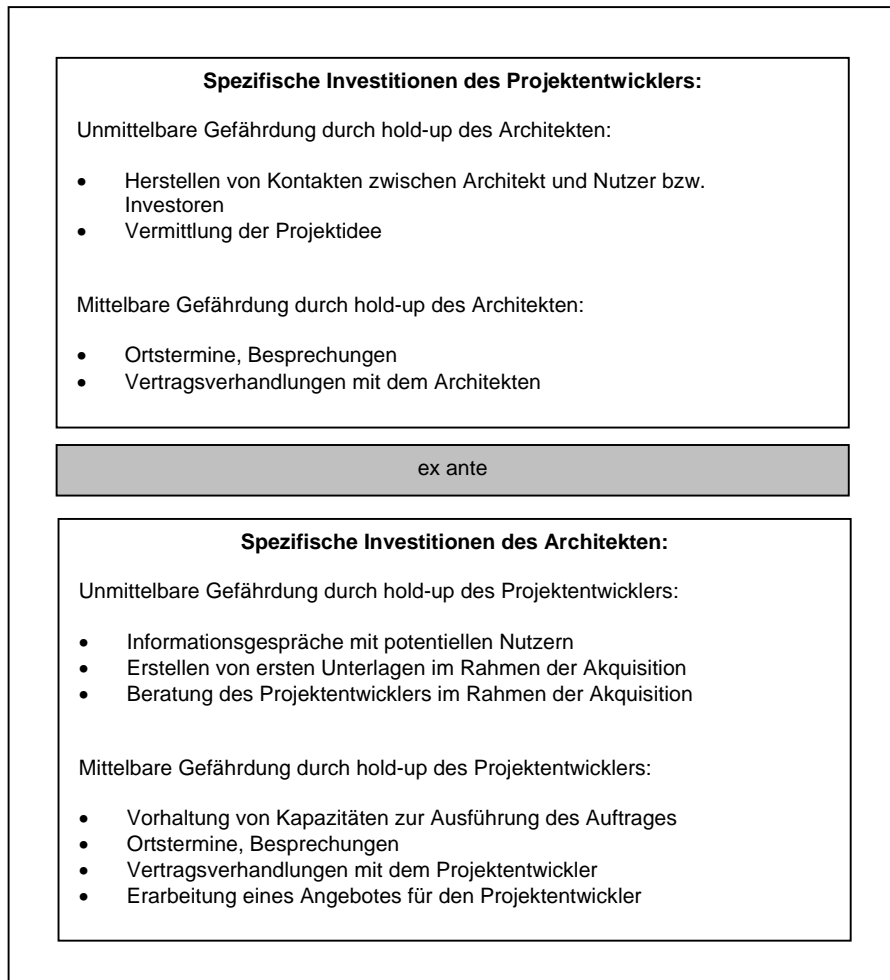 Spezifische Investitionen des Projektentwicklers:
Unmittelbare Gefährdung durch hold-up des Architekten:
• Herstellen von Kontakten zwischen Architekt und Nutzer bzw.
Investoren
• Vermittlung der Projektidee
Mittelbare Gefährdung durch hold-up des Architekten:
• Ortstermine, Besprechungen
• Vertragsverhandlungen mit dem Architekten
ex ante
Spezifische Investitionen des Architekten:
Unmittelbare Gefährdung durch hold-up des Projektentwicklers:
• Informationsgespräche mit potentiellen Nutzern
• Erstellen von ersten Unterlagen im Rahmen der Akquisition
• Beratung des Projektentwicklers im Rahmen der Akquisition
Mittelbare Gefährdung durch hold-up des Projektentwicklers:
• Vorhaltung von Kapazitäten zur Ausführung des Auftrages
• Ortstermine, Besprechungen
• Vertragsverhandlungen mit dem Projektentwickler
• Erarbeitung eines Angebotes für den Projektentwickler